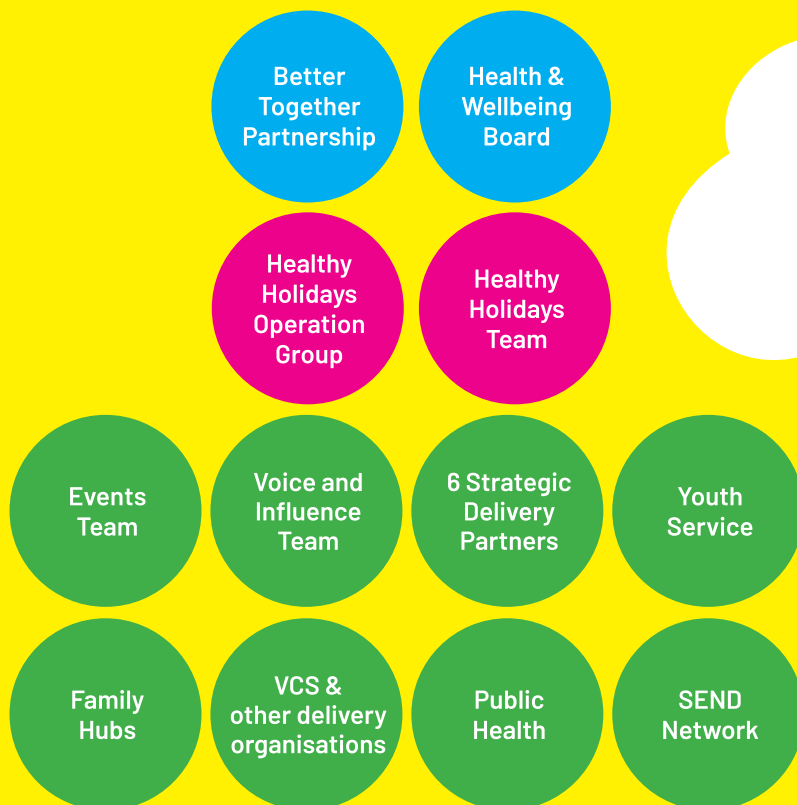 Better
Together
Partnership
Health &
Wellbeing
Board
Healthy
Holidays
Operation
Group
Healthy
Holidays
Team
Events
Team
Voice and
Influence
Team
6 Strategic
Delivery
Partners
Youth
Service
Family
Hubs
VCS &
other delivery
organisations
Public
Health
SEND
Network